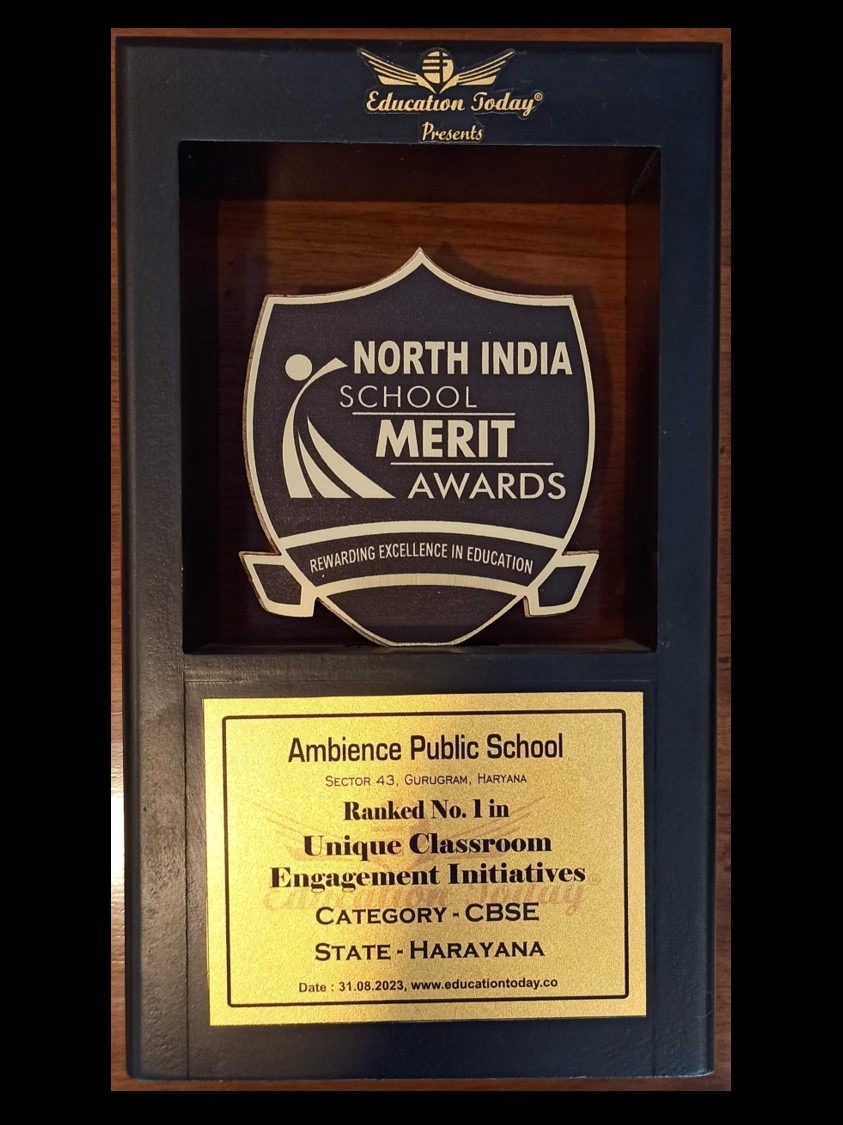 Education Today®
Presents
NORTH INDIA
SCHOOL
MERIT
AWARDS
REWARDING EXCELLENCE IN EDUCATION
Ambience Public School
SECTOR 43, GURUGRAM, HARYANA
Ranked No. 1 in
Unique Classroom
Engagement Initiatives
Education Today®
CATEGORY - CBSE
STATE - HARAYANA
Date : 31.08.2023, www.educationtoday.co